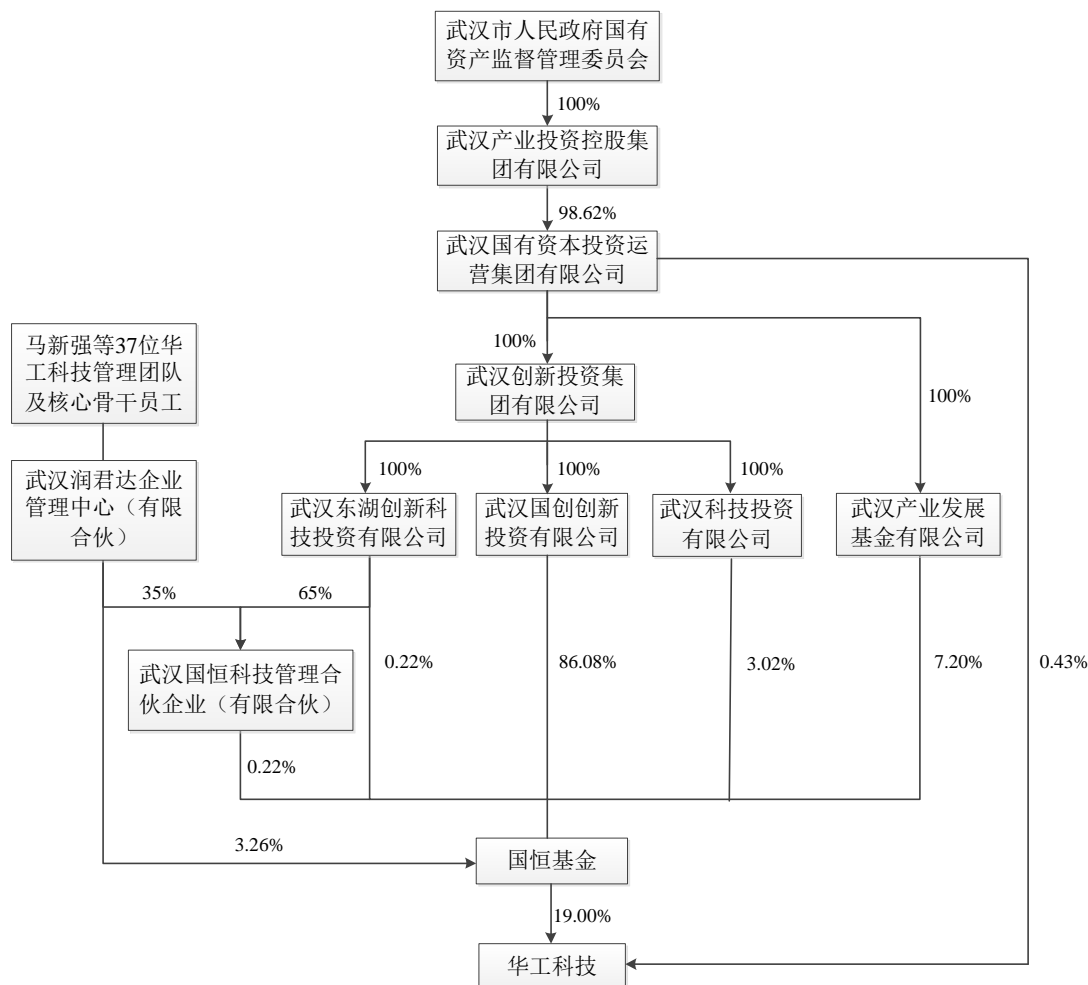 武汉市人民政府国有
资产监督管理委员会
100%
武汉产业投资控股集
团有限公司
98.62%
武汉国有资本投资运
营集团有限公司
马新强等37位华
工科技管理团队
及核心骨干员工
100%
武汉创新投资集
团有限公司
100%
武汉润君达企业
管理中心（有限
合伙）
100%
100%
100%
武汉东湖创新科
技投资有限公司
武汉国创创新
投资有限公司
武汉科技投资
有限公司
武汉产业发展
基金有限公司
35%
65%
武汉国恒科技管理合
伙企业（有限合伙）
0.22%
86.08%
3.02%
7.20%
0.43%
0.22%
3.26%
国恒基金
19.00%
华工科技